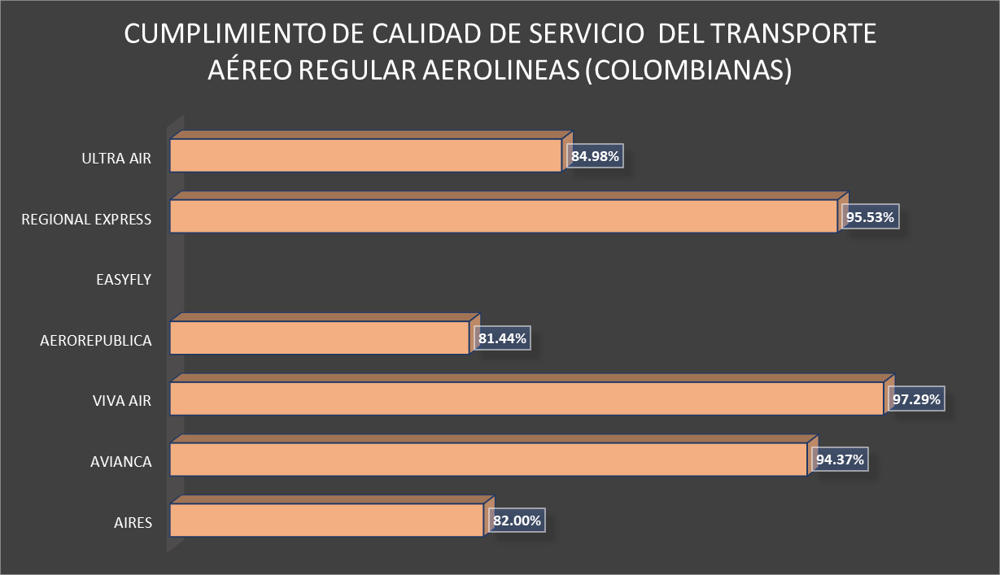 CUMPLIMIENTO DE CALIDAD DE SERVICIO  DEL TRANSPORTE
AÉREO REGULAR AEROLINEAS (COLOMBIANAS)
ULTRA AIR 84.98%
REGIONAL EXPRESS 95.53%
EASYFLY
AEROREPUBLICA 81.44%
VIVA AIR 97.29%
AVIANCA 94.37%
AIRES 82.00%